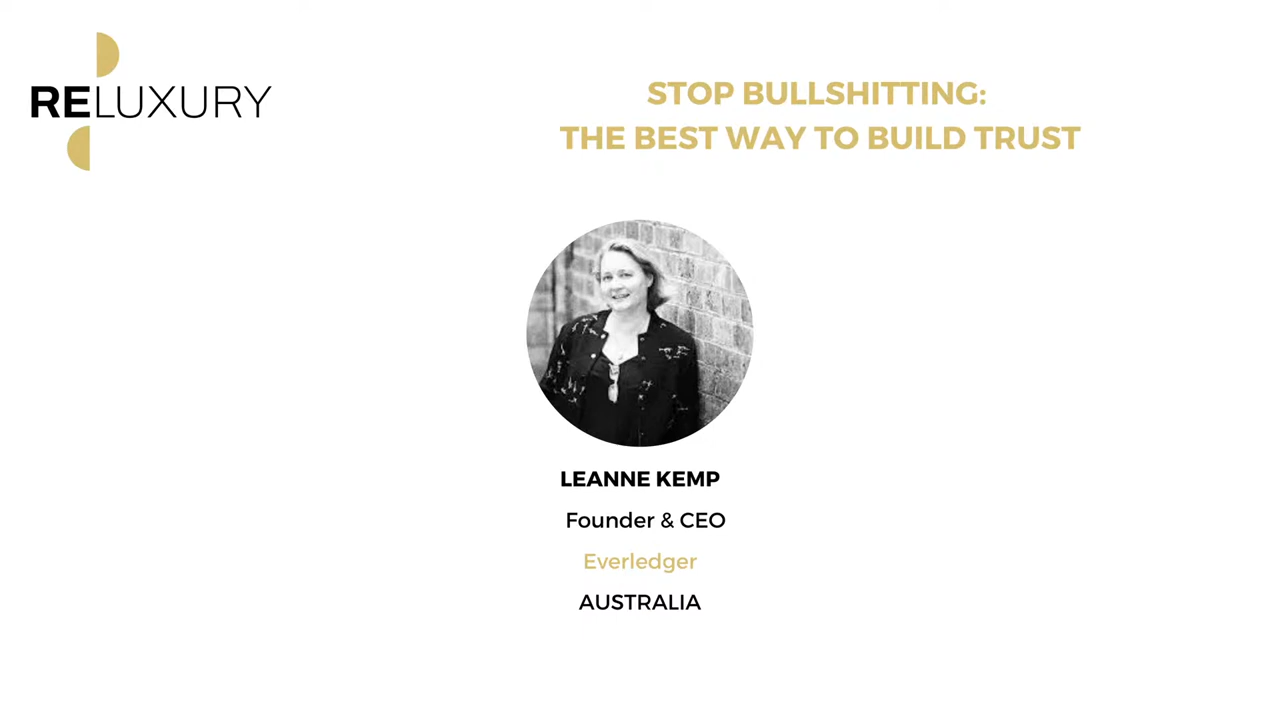 RELUXURY
STOP BULLSHITTING:
THE BEST WAY TO BUILD TRUST
LEANNE KEMP
Founder & CEO
Everledger
AUSTRALIA